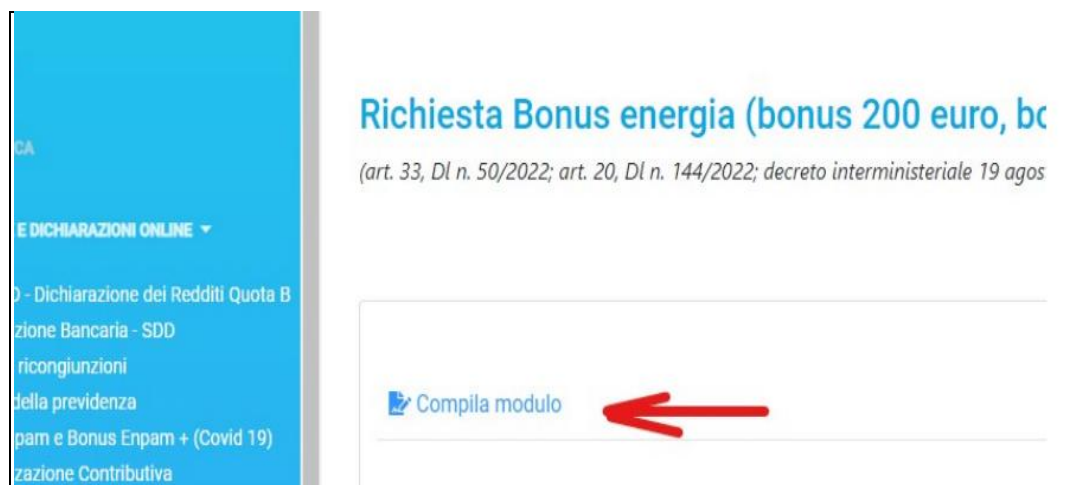 CA
E DICHIARAZIONI ONLINE
- Dichiarazione dei Redditi Quota B
zione Bancaria - SDD
ricongiunzioni
della previdenza
pam e Bonus Enpam + (Covid 19)
zazione Contributiva
Richiesta Bonus energia (bonus 200 euro, bo
(art. 33, Dl n. 50/2022; art. 20, Dl n. 144/2022; decreto interministeriale 19 agos
Compila modulo